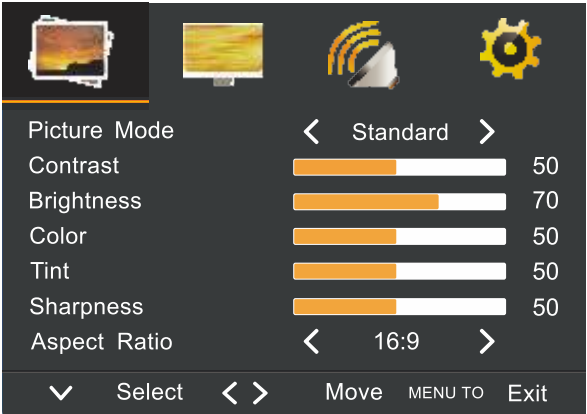 Picture Mode Standard
Contrast 50
Brightness 70
Color 50
Tint 50
Sharpness 50
Aspect Ratio 16:9
Select Move MENU TO Exit